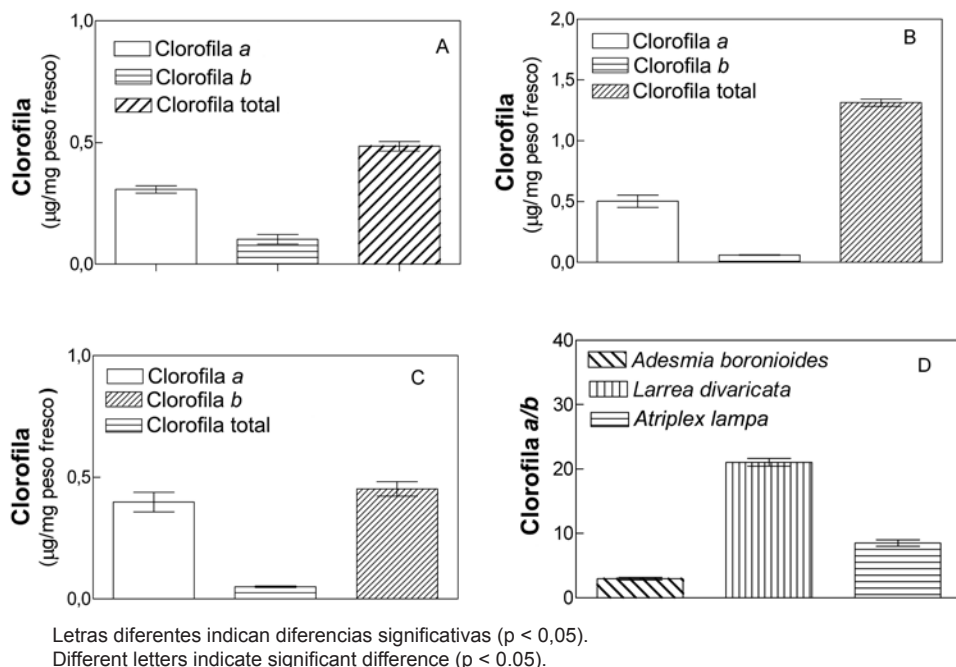 1,0
0,5
0,0
Clorofila
(µg/mg peso fresco)
Clorofila a
Clorofila b
Clorofila total
A
2,0
1,5
1,0
0,5
0,0
Clorofila
(µg/mg peso fresco)
Clorofila a
Clorofila b
Clorofila total
B
1,0
0,5
0,0
Clorofila
(µg/mg peso fresco)
Clorofila a
Clorofila b
Clorofila total
C
40
30
20
10
0
Clorofila a/b
Adesmia boronioides
Larrea divaricata
Atriplex lampa
D
Letras diferentes indican diferencias significativas (p < 0,05).
Different letters indicate significant difference (p < 0.05).